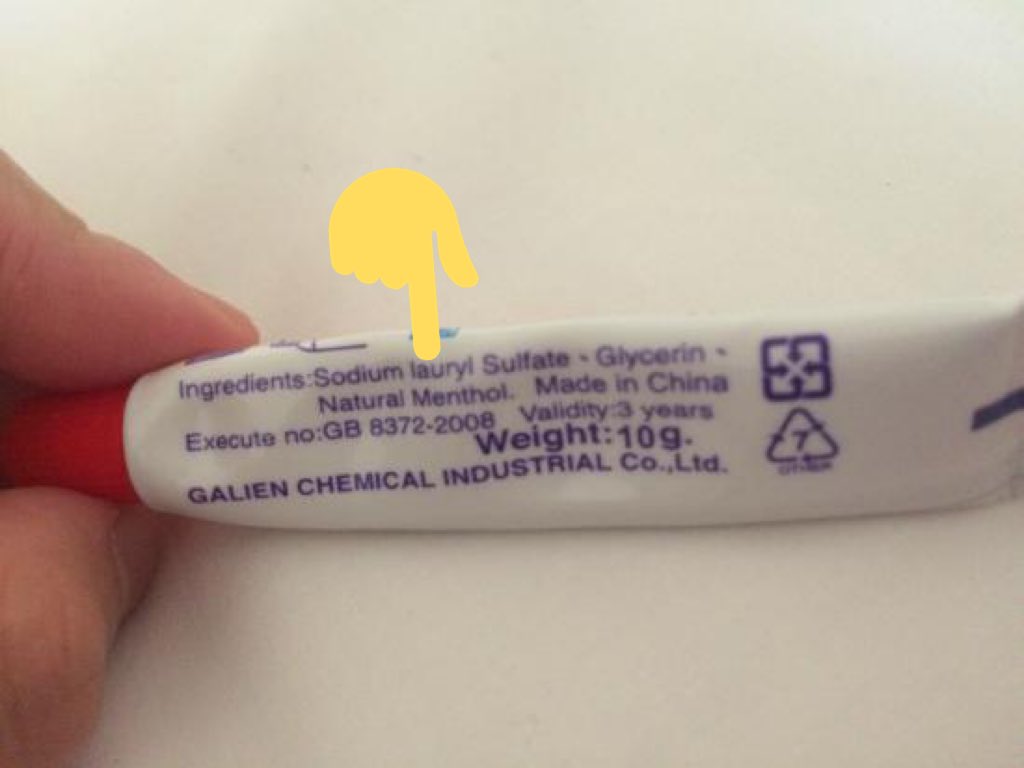 Ingredients:Sodium lauryl Sulfate、Glycerin、
Natural Menthol. Made in China
Execute no:GB 8372-2008 Validity:3 years
Weight:10g.
GALIEN CHEMICAL INDUSTRIAL Co.,Ltd.
7
OTHER